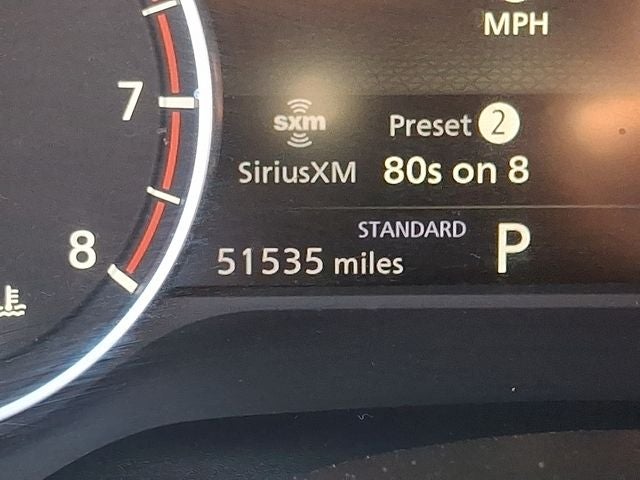 MPH
7
sxm
Preset 2
SiriusXM 80s on 8
STANDARD P
8
51535 miles